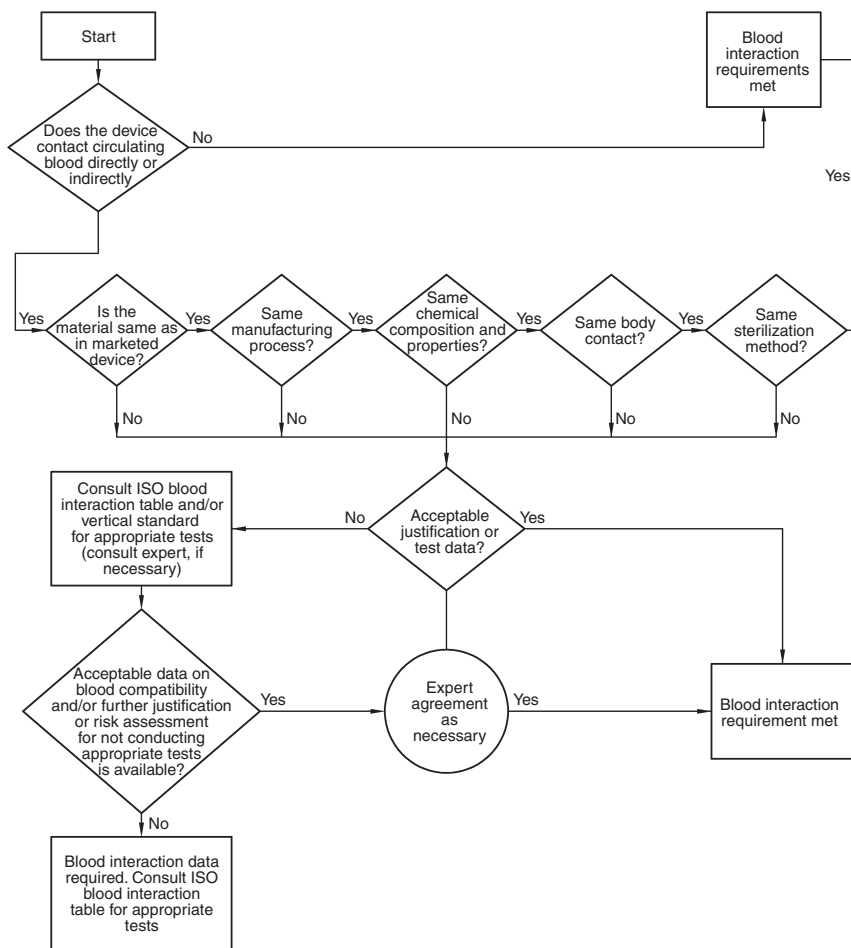 Start
Blood
interaction
requirements
met
Does the device
contact circulating
blood directly or
indirectly
No
Yes
Yes
Is the
material same as
in marketed
device?
Yes
Same
manufacturing
process?
Yes
Same
chemical
composition and
properties?
Yes
Same body
contact?
Yes
Same
sterilization
method?
No
No
No
No
No
Consult ISO blood
interaction table and/or
vertical standard
for appropriate tests
(consult expert, if
necessary)
No
Acceptable
justification or
test data?
Yes
Acceptable data on
blood compatibility
and/or further justification
or risk assessment
for not conducting
appropriate tests
is available?
Yes
Expert
agreement
as
necessary
Yes
Blood interaction
requirement met
No
Blood interaction data
required. Consult ISO
blood interaction
table for appropriate
tests